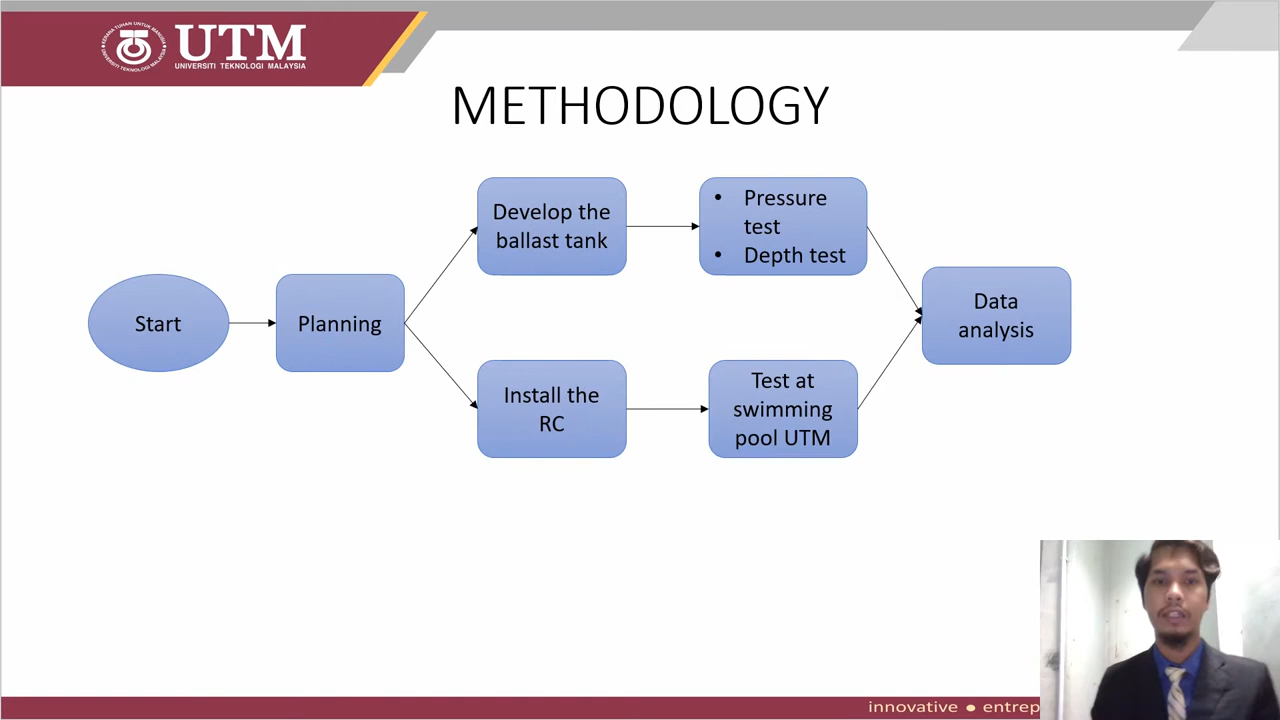 UTM
UNIVERSITI TEKNOLOGI MALAYSIA
METHODOLOGY
Start
Planning
Develop the
ballast tank
• Pressure
test
• Depth test
Install the
RC
Test at
swimming
pool UTM
Data
analysis
innovative ● entrep